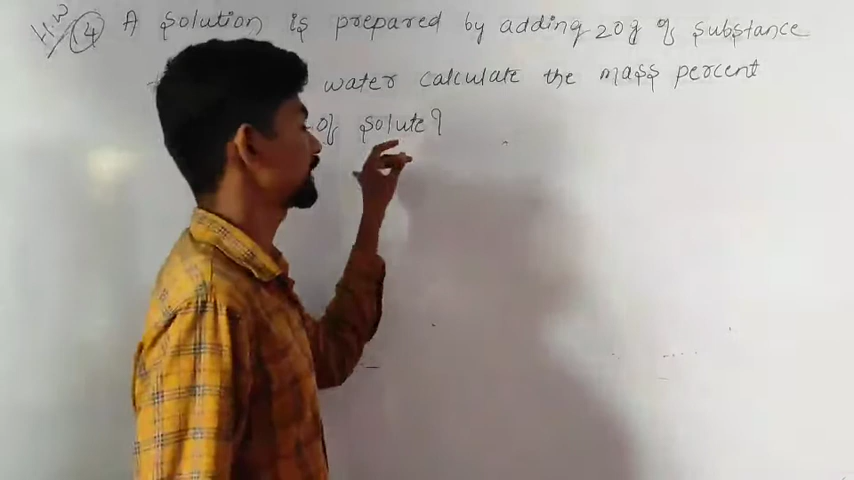 H.W (4) A solution is prepared by adding 20g of substance
water calculate the mass percent
of solute?